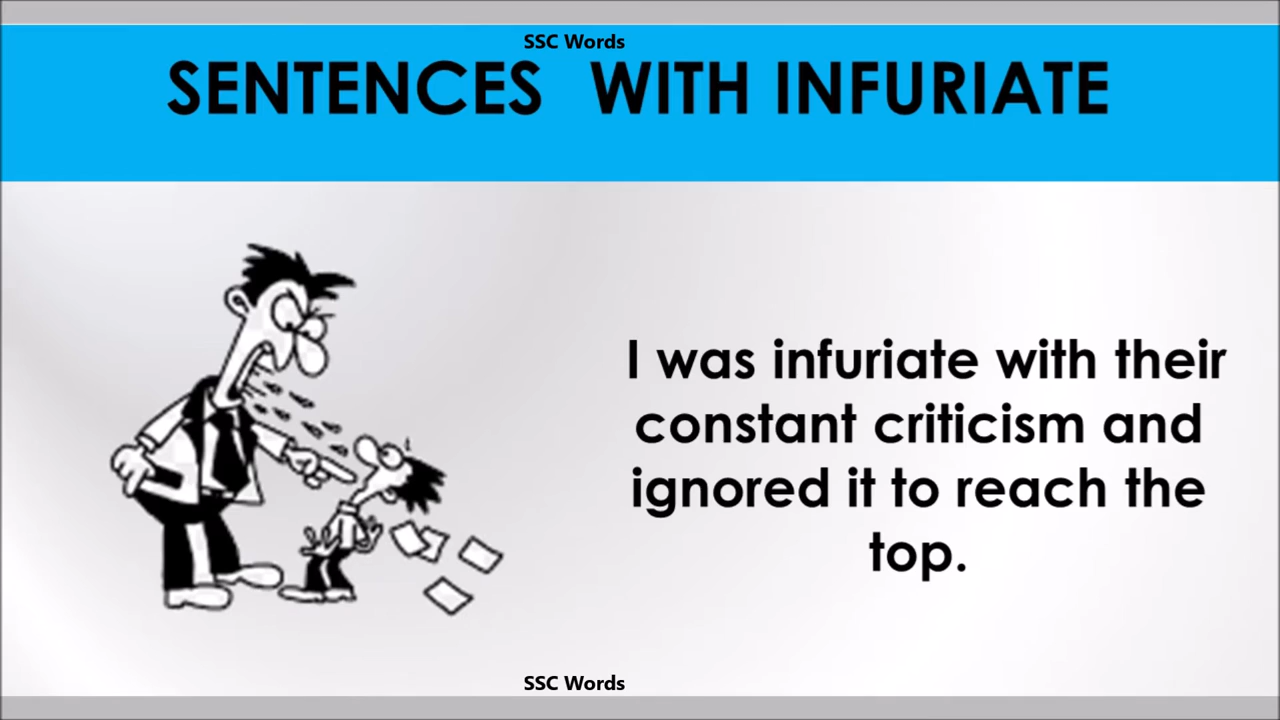 SSC Words
SENTENCES WITH INFURIATE
I was infuriate with their
constant criticism and
ignored it to reach the
top.
SSC Words